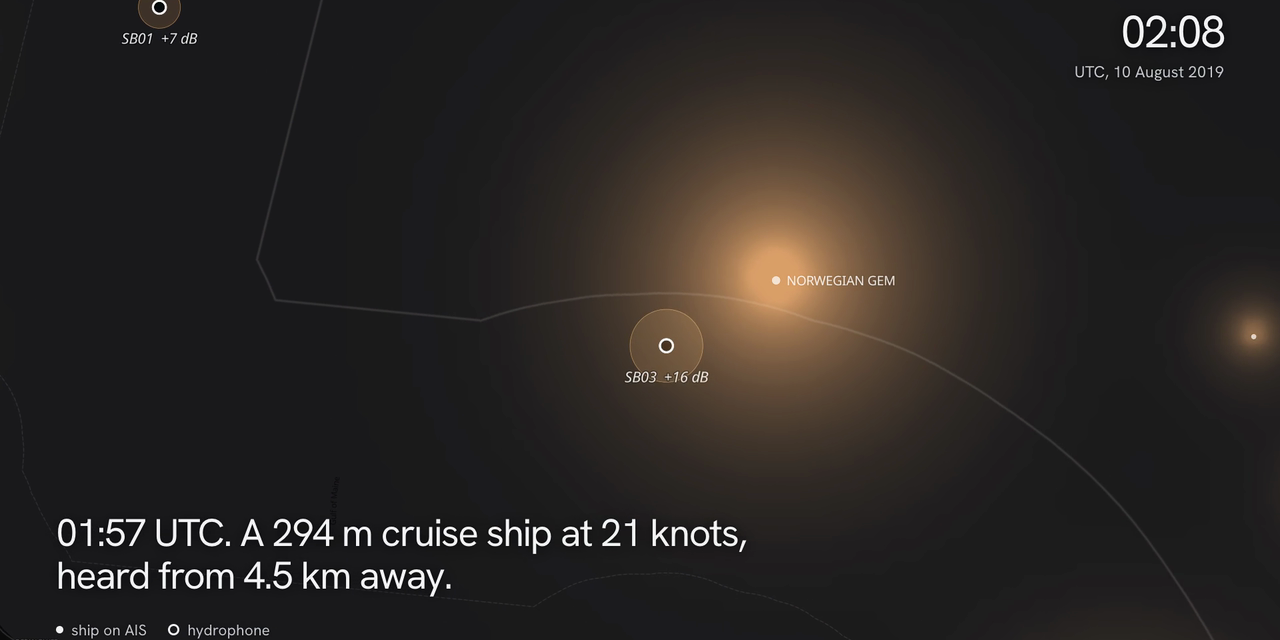 SB01 +7 dB
02:08
UTC, 10 August 2019
NORWEGIAN GEM
SB03 +16 dB
01:57 UTC. A 294 m cruise ship at 21 knots,
heard from 4.5 km away.
ship on AIS
hydrophone